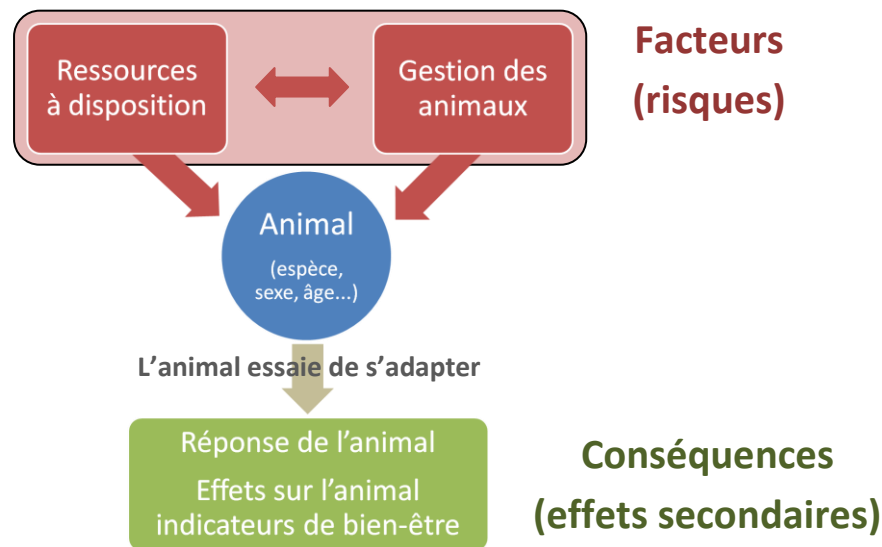 Ressources
à disposition
Gestion des
animaux
Facteurs
(risques)
Animal
(espèce,
sexe, âge...)
L’animal essaie de s’adapter
Réponse de l’animal
Effets sur l’animal
indicateurs de bien-être
Conséquences
(effets secondaires)